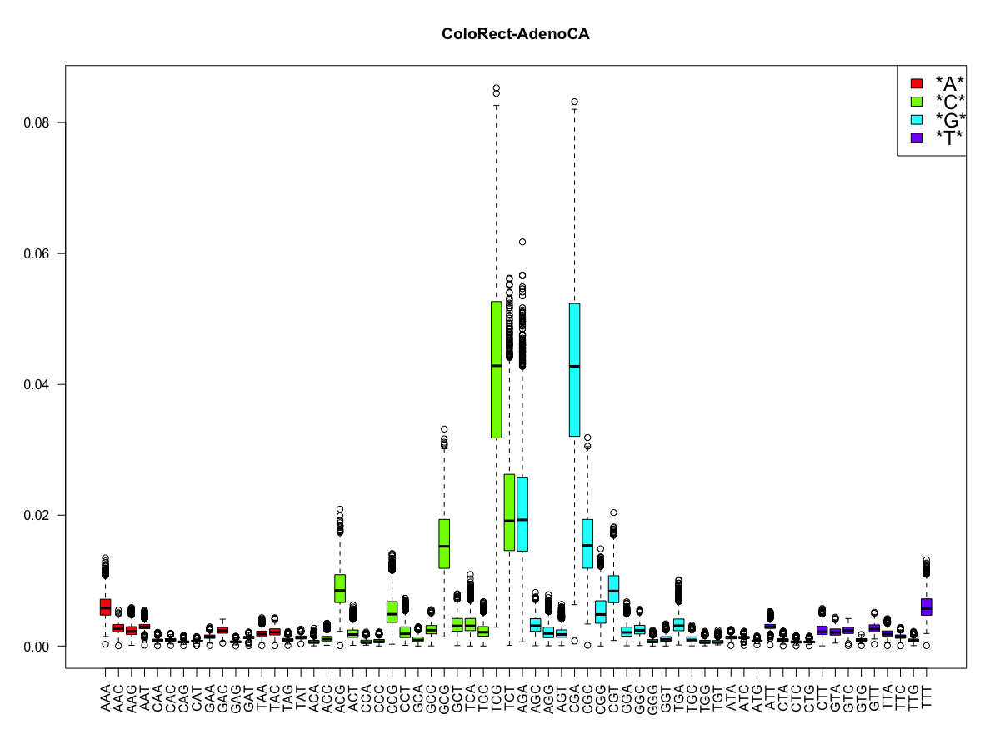 ColoRect-AdenoCA
*A*
*C*
*G*
*T*
0.08
0.06
0.04
0.02
0.00
AAA AAC AAG AAT CAA CAC CAG CAT GAA GAC GAG GAT TAA TAC TAG TAT ACA ACC ACG ACT CCA CCC CCG CCT GCA GCC GCG GCT TCA TCC TCG TCT AGA AGC AGG AGT CGA CGC CGG CGT GGA GGC GGG GGT TGA TGC TGG TGT ATA ATC ATG ATT CTA CTC CTG CTT GTA GTC GTG GTT TTA TTC TTG TTT